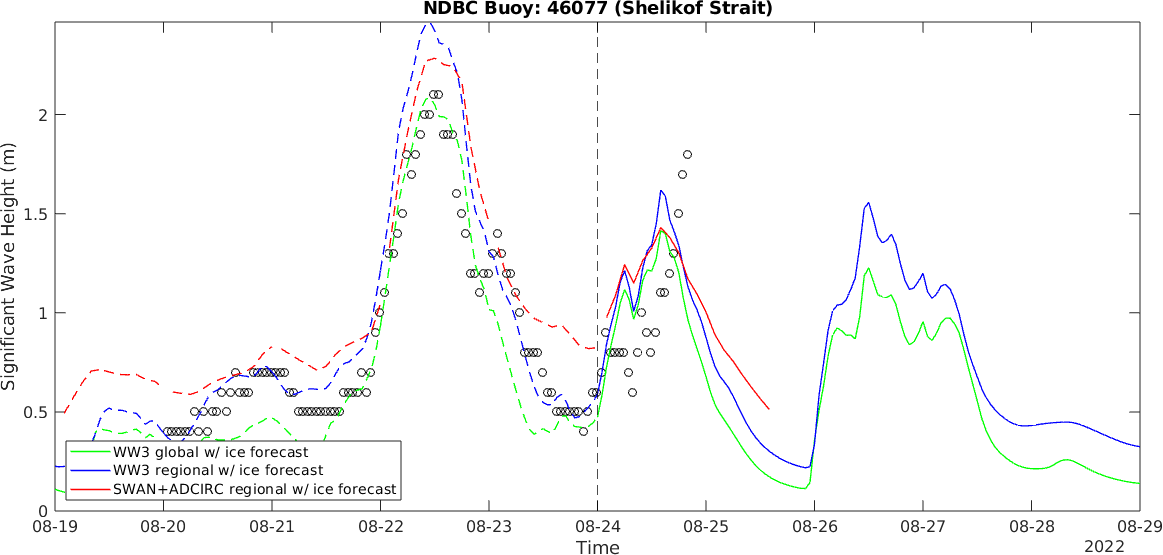 NDBC Buoy: 46077 (Shelikof Strait)
Significant Wave Height (m)
2
1.5
1
0.5
0
WW3 global w/ ice forecast
WW3 regional w/ ice forecast
SWAN+ADCIRC regional w/ ice forecast
08-19 08-20 08-21 08-22 08-23 08-24 08-25 08-26 08-27 08-28 08-29
Time
2022